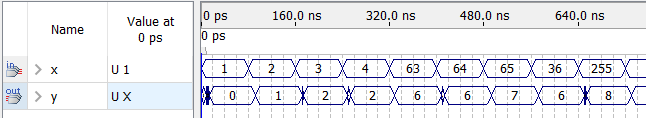 Name
Value at
0 ps
0 ps
160.0 ns
320.0 ns
480.0 ns
640.0 ns
0 ps
in
x
U 1
1
2
3
4
63
64
65
36
255
out
y
U X
0
1
2
2
6
6
7
6
8